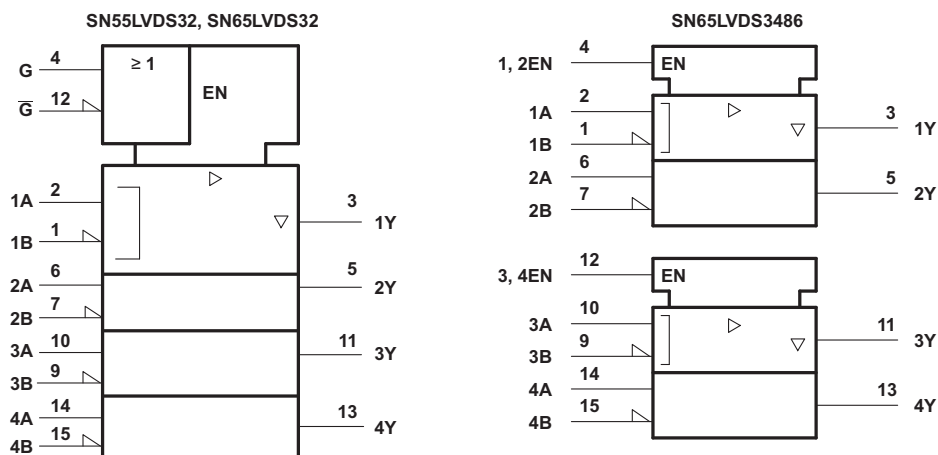 SN55LVDS32, SN65LVDS32
G 4 ≥ 1
EN
G̅ 12
1A 2
3 1Y
1B 1
2A 6
5 2Y
2B 7
3A 10
11 3Y
3B 9
4A 14
13 4Y
4B 15
SN65LVDS3486
1, 2EN 4 EN
1A 2
3 1Y
1B 1
2A 6
5 2Y
2B 7
3, 4EN 12 EN
3A 10
11 3Y
3B 9
4A 14
13 4Y
4B 15